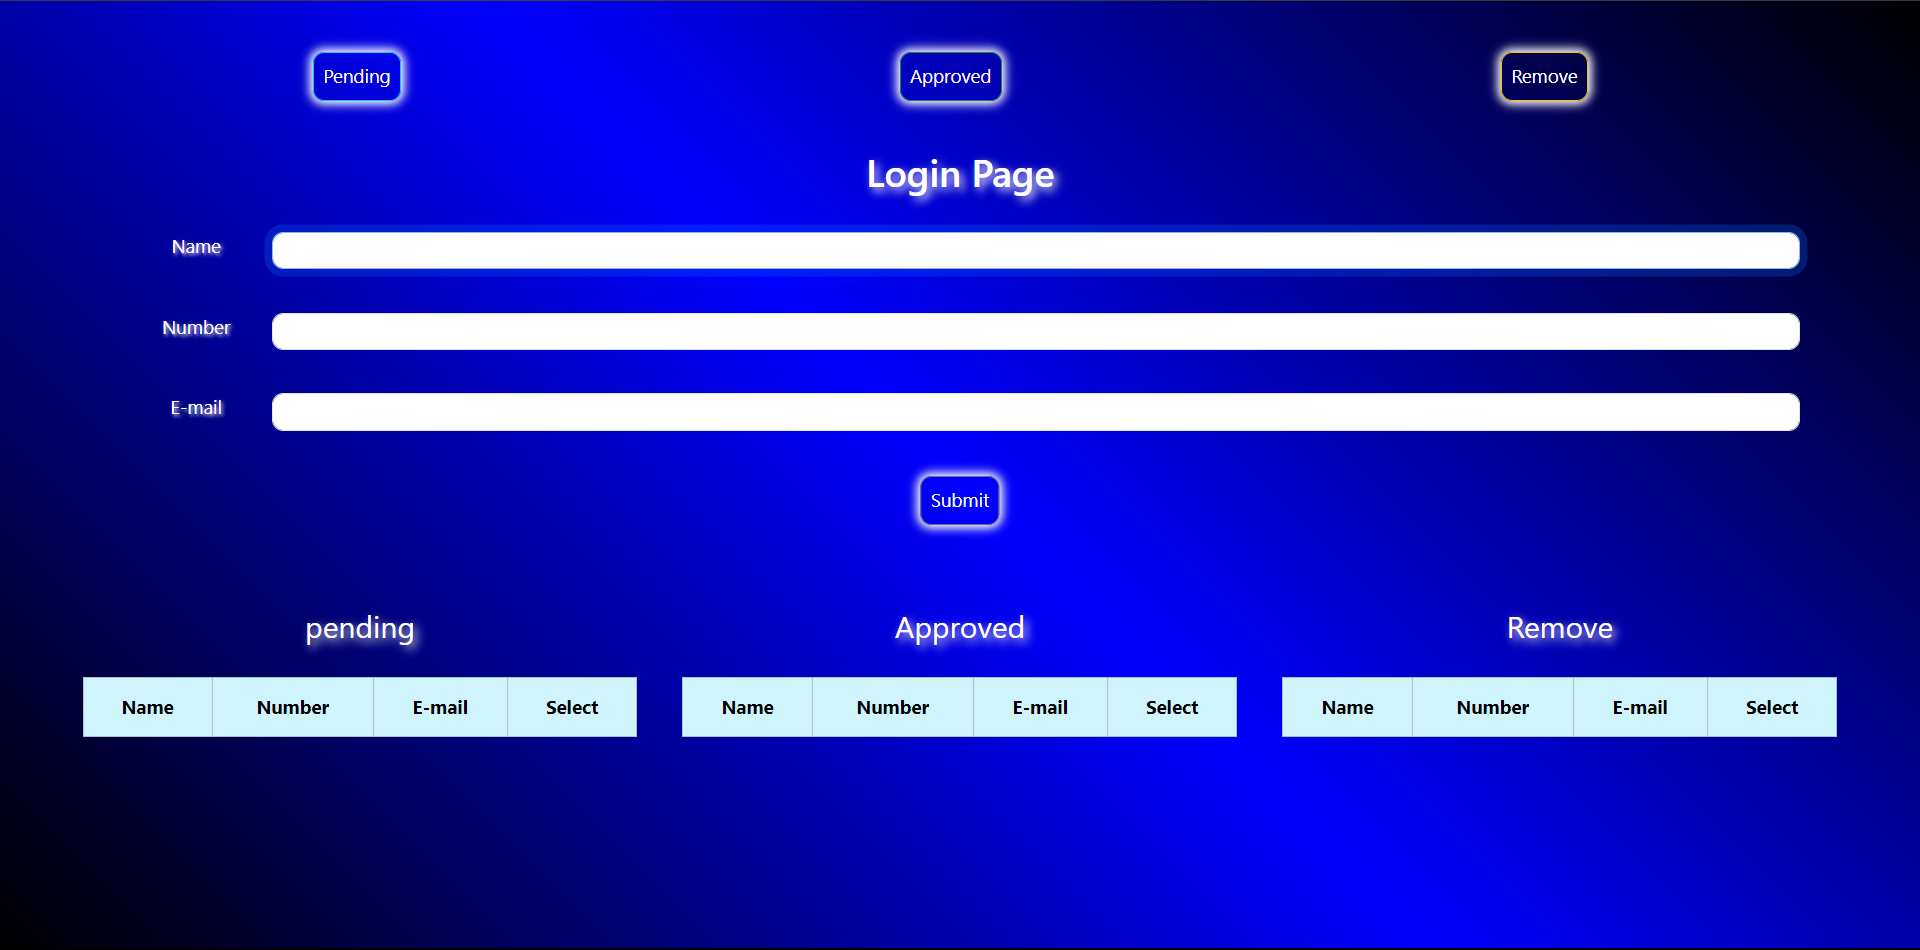 Pending Approved Remove
Login Page
Name
Number
E-mail
Submit
pending Approved Remove
Name Number E-mail Select Name Number E-mail Select Name Number E-mail Select